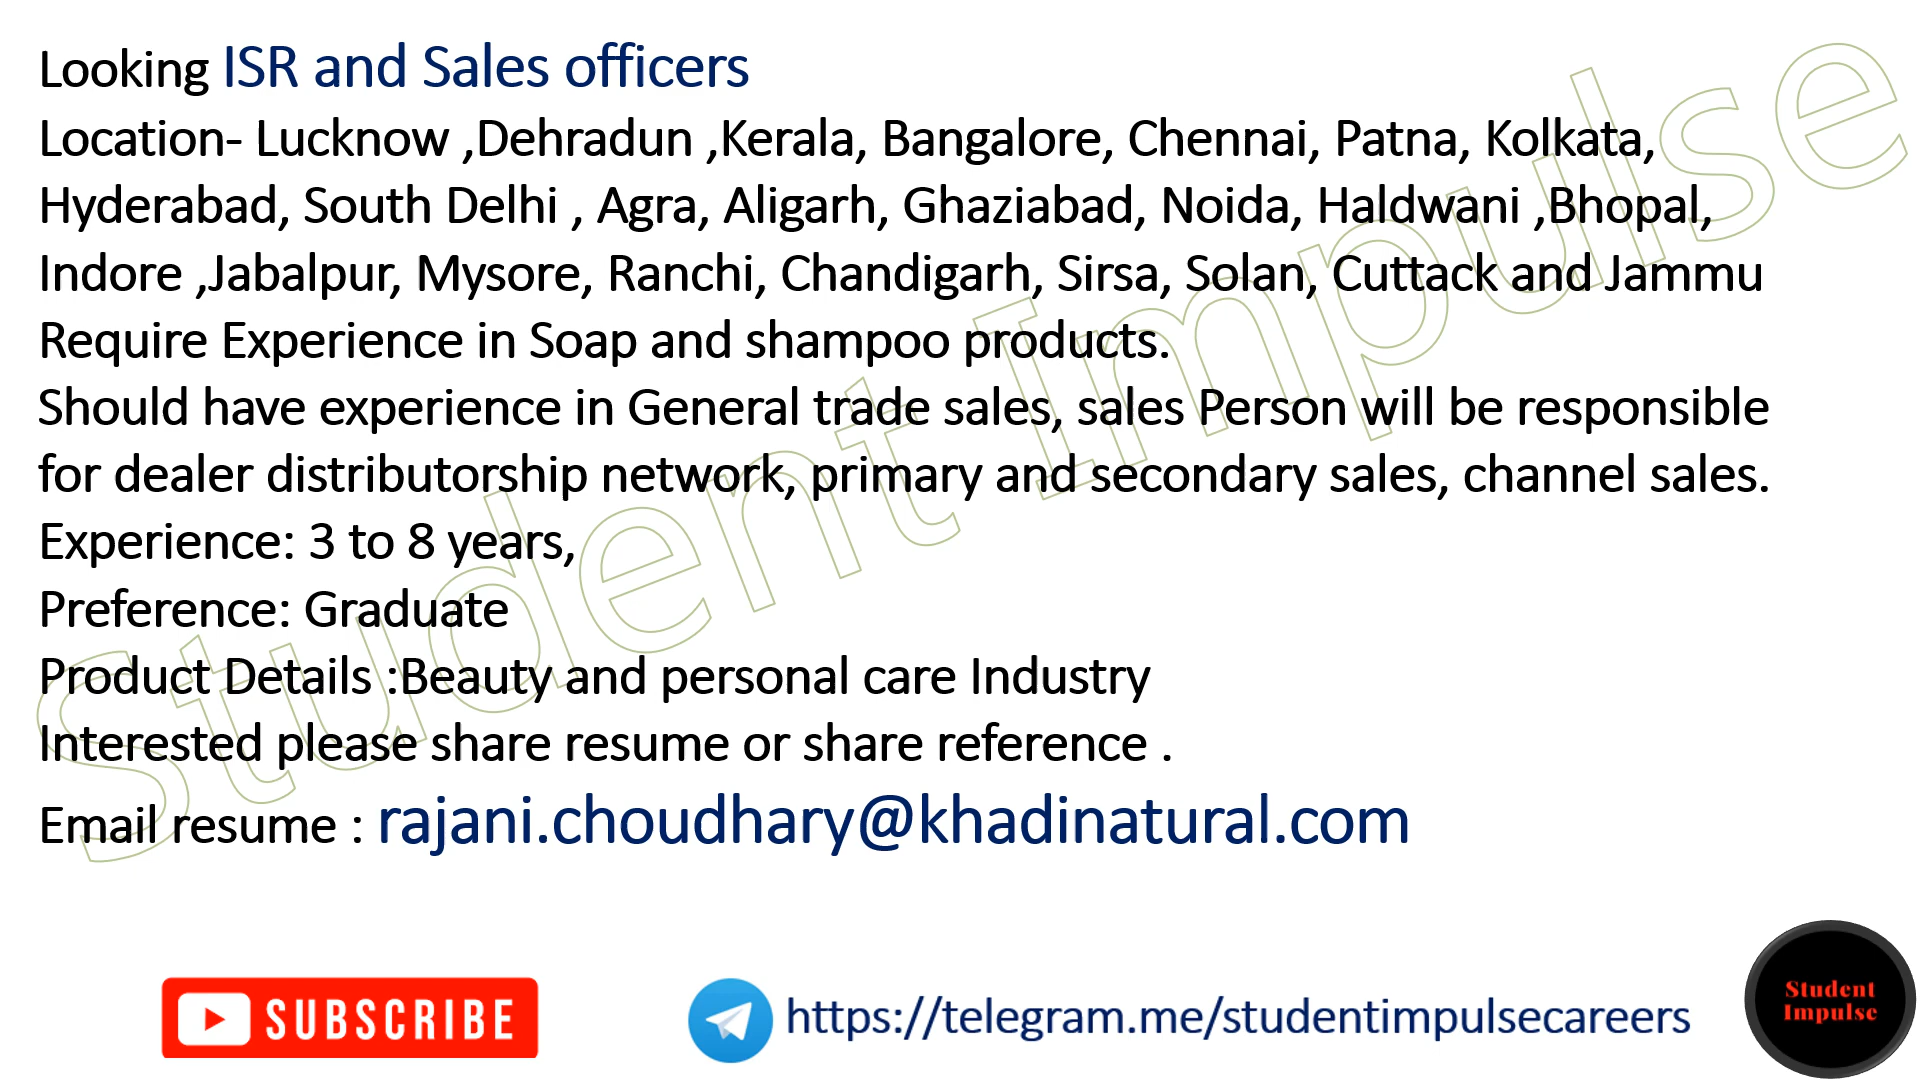 Looking ISR and Sales officers
Location- Lucknow ,Dehradun ,Kerala, Bangalore, Chennai, Patna, Kolkata,
Hyderabad, South Delhi , Agra, Aligarh, Ghaziabad, Noida, Haldwani ,Bhopal,
Indore ,Jabalpur, Mysore, Ranchi, Chandigarh, Sirsa, Solan, Cuttack and Jammu
Require Experience in Soap and shampoo products.
Should have experience in General trade sales, sales Person will be responsible
for dealer distributorship network, primary and secondary sales, channel sales.
Experience: 3 to 8 years,
Preference: Graduate
Product Details :Beauty and personal care Industry
Interested please share resume or share reference .
Email resume : rajani.choudhary@khadinatural.com
Student Impulse
SUBSCRIBE
https://telegram.me/studentimpulsecareers
Student
Impulse